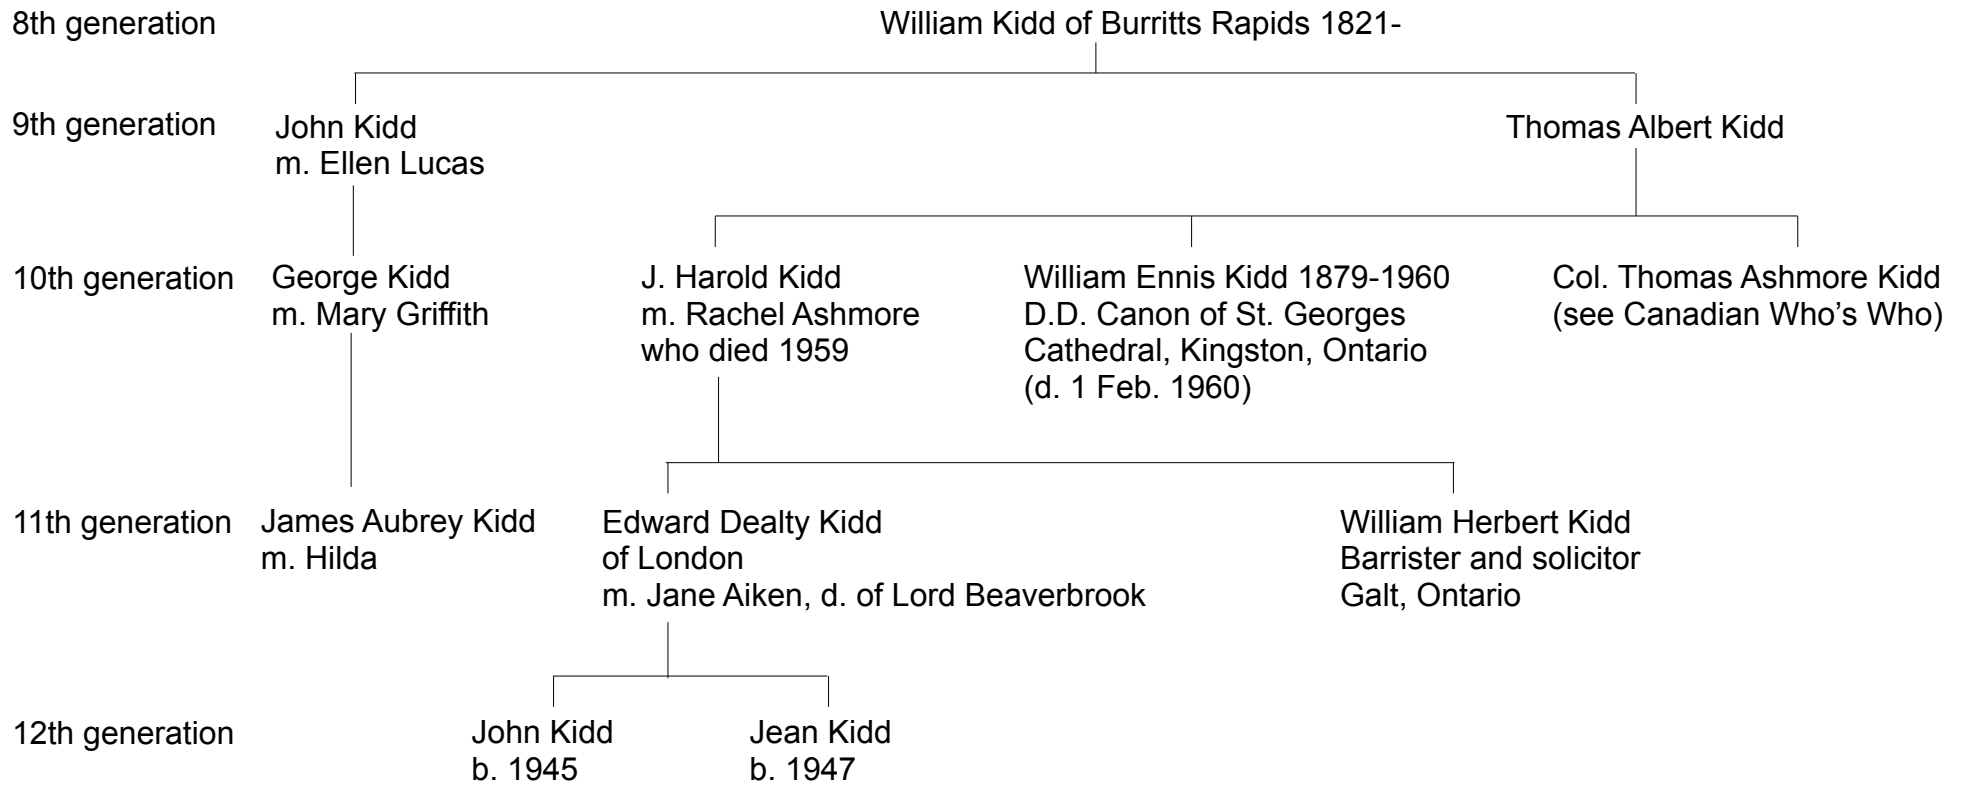 8th generation
William Kidd of Burritts Rapids 1821-
9th generation
John Kidd
m. Ellen Lucas
Thomas Albert Kidd
10th generation
George Kidd
m. Mary Griffith
J. Harold Kidd
m. Rachel Ashmore
who died 1959
William Ennis Kidd 1879-1960
D.D. Canon of St. Georges
Cathedral, Kingston, Ontario
(d. 1 Feb. 1960)
Col. Thomas Ashmore Kidd
(see Canadian Who’s Who)
11th generation
James Aubrey Kidd
m. Hilda
Edward Dealty Kidd
of London
m. Jane Aiken, d. of Lord Beaverbrook
William Herbert Kidd
Barrister and solicitor
Galt, Ontario
12th generation
John Kidd
b. 1945
Jean Kidd
b. 1947